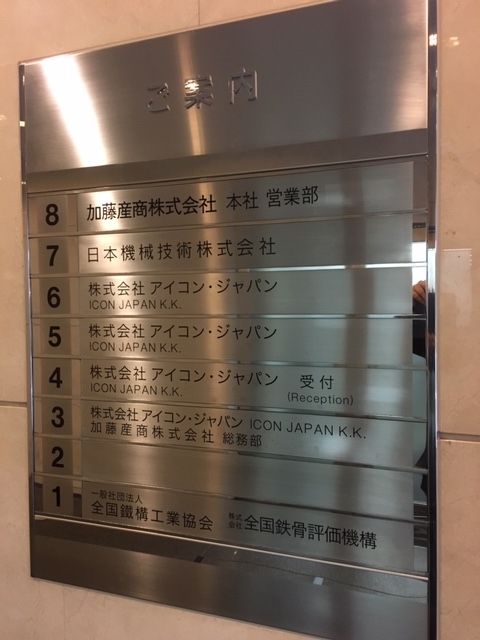 ご案内
8 加藤産商株式会社 本社 営業部
7 日本機械技術株式会社
6 株式会社 アイコン・ジャパン
ICON JAPAN K.K.
5 株式会社 アイコン・ジャパン
ICON JAPAN K.K.
4 株式会社 アイコン・ジャパン 受付
ICON JAPAN K.K. (Reception)
3 株式会社 アイコン・ジャパン ICON JAPAN K.K.
加藤産商株式会社 総務部
2
1 一般社団法人
全国鐵構工業協会 株式会社 全国鉄骨評価機構